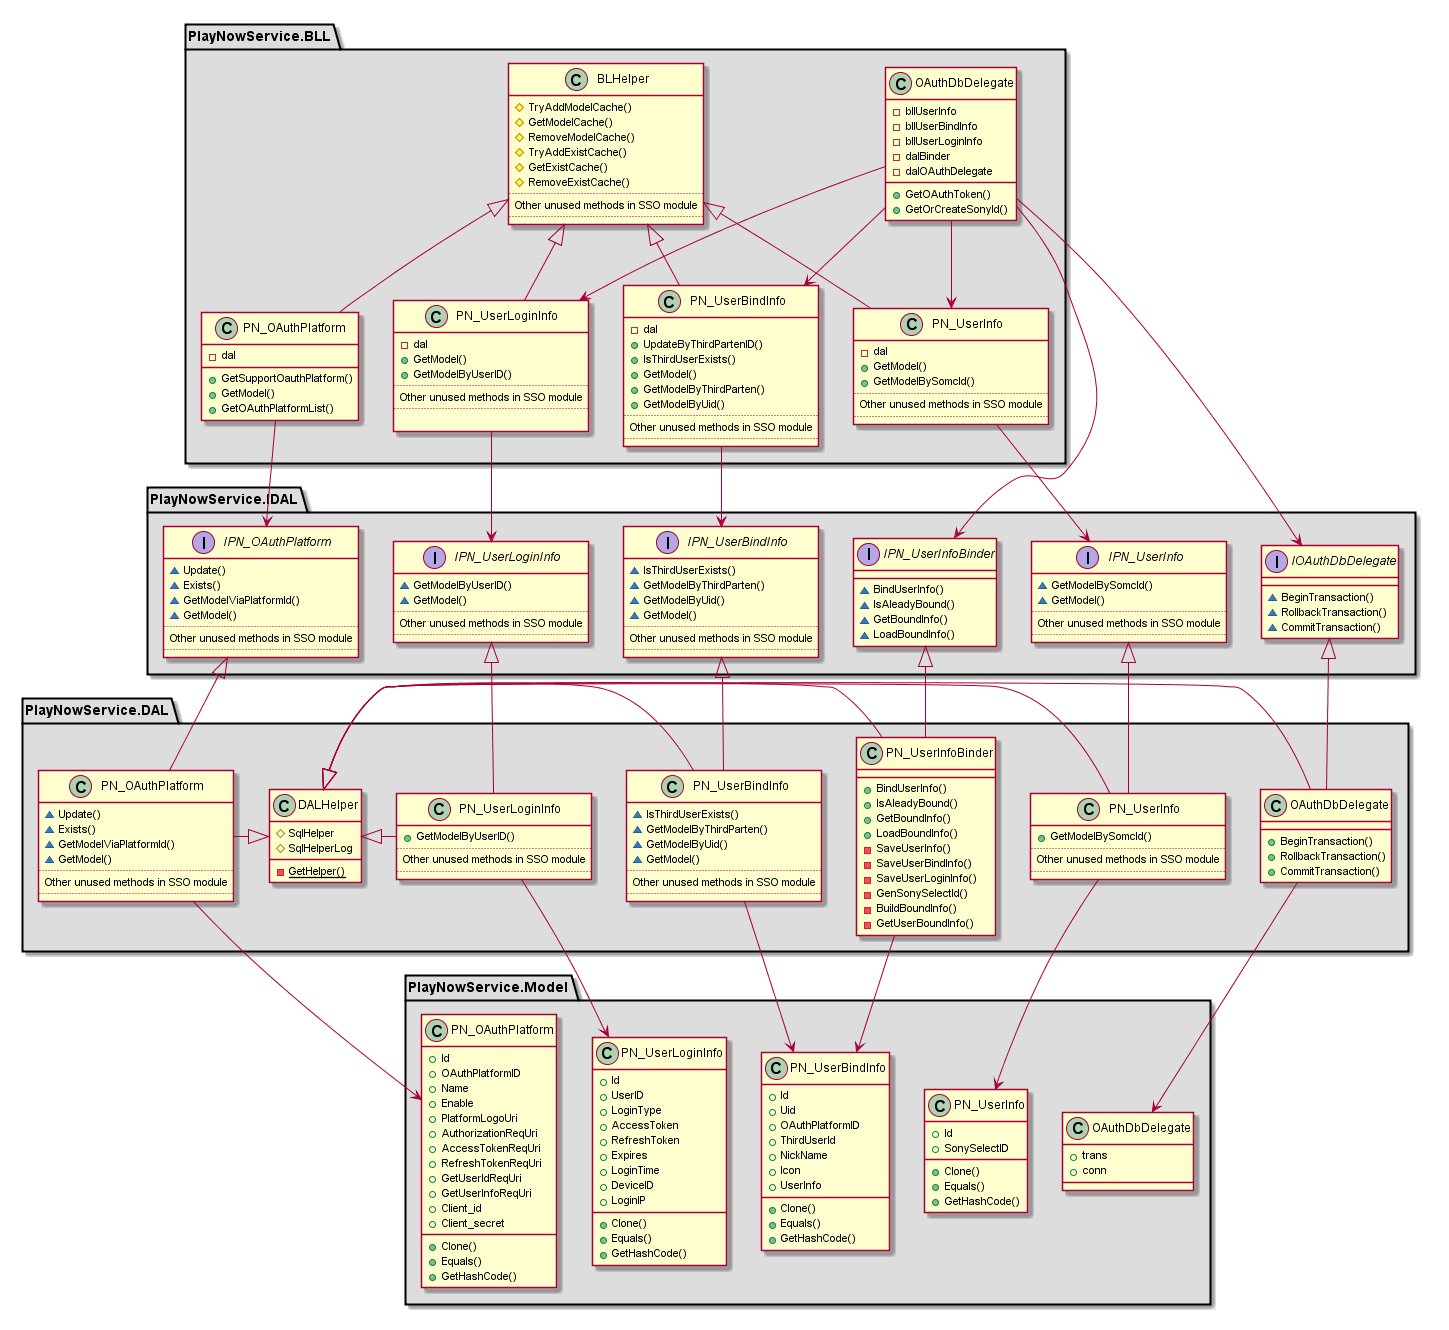 PlayNowService.BLL
BLHelper
TryAddModelCache()
GetModelCache()
RemoveModelCache()
TryAddExistCache()
GetExistCache()
RemoveExistCache()
Other unused methods in SSO module
OAuthDbDelegate
bllUserInfo
bllUserBindInfo
bllUserLoginInfo
dalBinder
dalOAuthDelegate
GetOAuthToken()
GetOrCreateSonyId()
PN_OAuthPlatform
dal
GetSupportOauthPlatform()
GetModel()
GetOAuthPlatformList()
PN_UserLoginInfo
dal
GetModel()
GetModelByUserID()
Other unused methods in SSO module
PN_UserBindInfo
dal
UpdateByThirdPartenID()
IsThirdUserExists()
GetModel()
GetModelByThirdParten()
GetModelByUid()
Other unused methods in SSO module
PN_UserInfo
dal
GetModel()
GetModelBySomcId()
Other unused methods in SSO module
PlayNowService.IDAL
IPN_OAuthPlatform
Update()
Exists()
GetModelViaPlatformId()
GetModel()
Other unused methods in SSO module
IPN_UserLoginInfo
GetModelByUserID()
GetModel()
Other unused methods in SSO module
IPN_UserBindInfo
IsThirdUserExists()
GetModelByThirdParten()
GetModelByUid()
GetModel()
Other unused methods in SSO module
IPN_UserInfoBinder
BindUserInfo()
IsAleadyBound()
GetBoundInfo()
LoadBoundInfo()
IPN_UserInfo
GetModelBySomcId()
GetModel()
Other unused methods in SSO module
IOAuthDbDelegate
BeginTransaction()
RollbackTransaction()
CommitTransaction()
PlayNowService.DAL
PN_OAuthPlatform
Update()
Exists()
GetModelViaPlatformId()
GetModel()
Other unused methods in SSO module
DALHelper
SqlHelper
SqlHelperLog
GetHelper()
PN_UserLoginInfo
GetModelByUserID()
Other unused methods in SSO module
PN_UserBindInfo
IsThirdUserExists()
GetModelByThirdParten()
GetModelByUid()
GetModel()
Other unused methods in SSO module
PN_UserInfoBinder
BindUserInfo()
IsAleadyBound()
GetBoundInfo()
LoadBoundInfo()
SaveUserInfo()
SaveUserBindInfo()
SaveUserLoginInfo()
GenSonySelectId()
BuildBoundInfo()
GetUserBoundInfo()
PN_UserInfo
GetModelBySomcId()
Other unused methods in SSO module
OAuthDbDelegate
BeginTransaction()
RollbackTransaction()
CommitTransaction()
PlayNowService.Model
PN_OAuthPlatform
Id
OAuthPlatformID
Name
Enable
PlatformLogoUri
AuthorizationReqUri
AccessTokenReqUri
RefreshTokenReqUri
GetUserIdReqUri
GetUserInfoReqUri
Client_id
Client_secret
Clone()
Equals()
GetHashCode()
PN_UserLoginInfo
Id
UserID
LoginType
AccessToken
RefreshToken
Expires
LoginTime
DeviceID
LoginIP
Clone()
Equals()
GetHashCode()
PN_UserBindInfo
Id
Uid
OAuthPlatformID
ThirdUserId
NickName
Icon
UserInfo
Clone()
Equals()
GetHashCode()
PN_UserInfo
Id
SonySelectID
Clone()
Equals()
GetHashCode()
OAuthDbDelegate
trans
conn